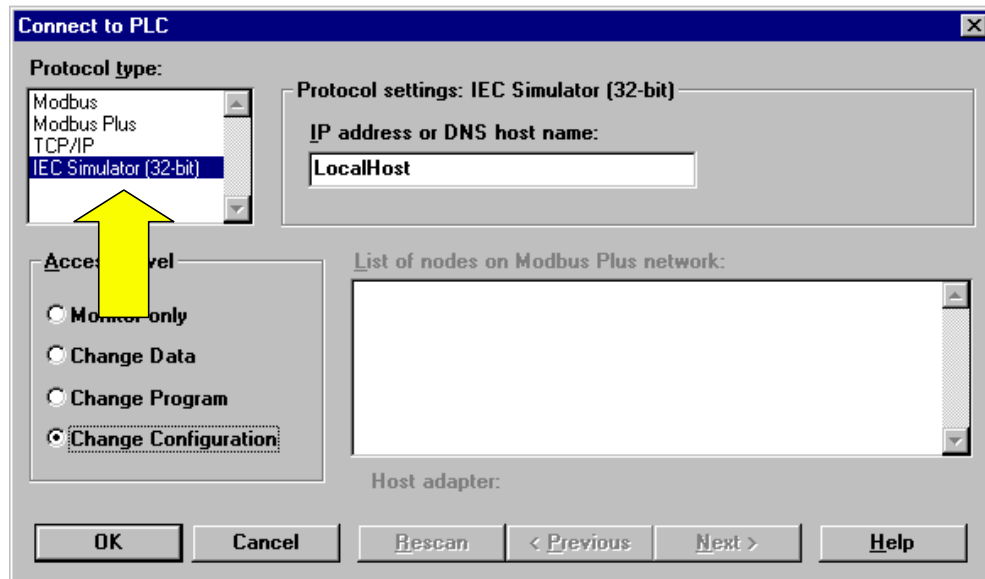 Connect to PLC
Protocol type:
Modbus
Modbus Plus
TCP/IP
IEC Simulator (32-bit)
Protocol settings: IEC Simulator (32-bit)
IP address or DNS host name:
LocalHost
Monitor only
Change Data
Change Program
Change Configuration
List of nodes on Modbus Plus network:
Host adapter:
OK
Cancel
Rescan
< Previous
Next >
Help